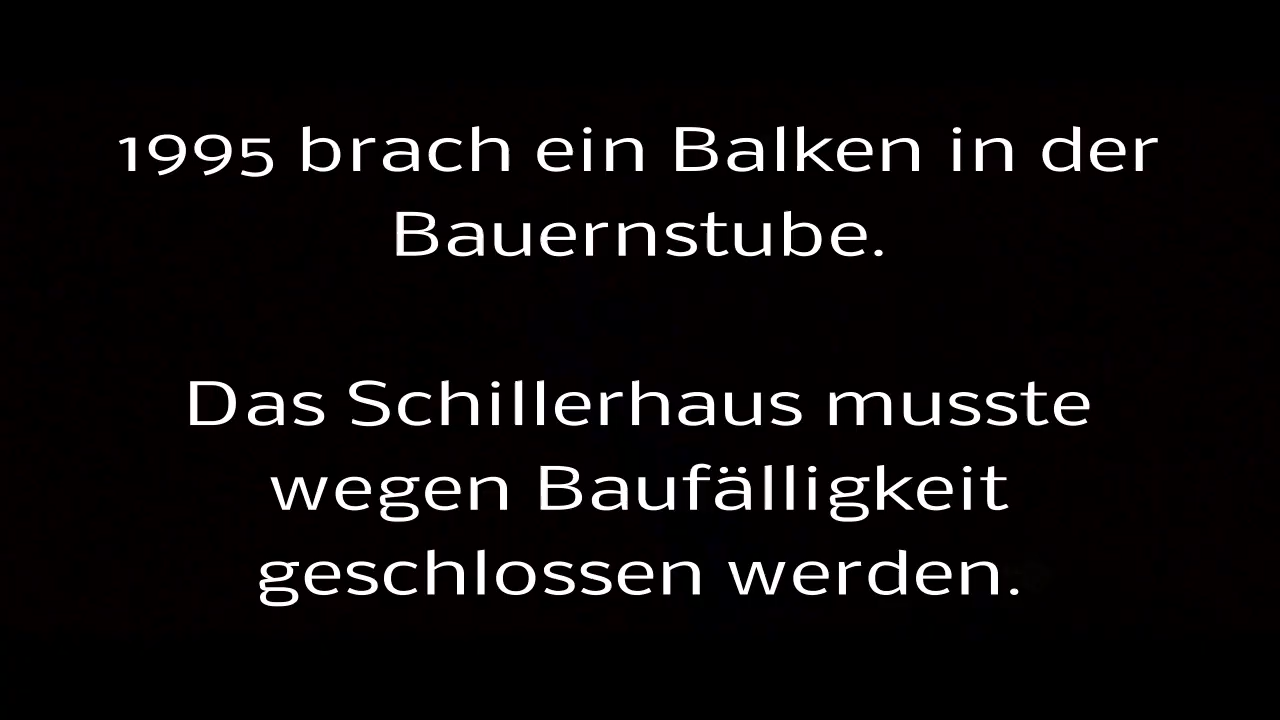 1995 brach ein Balken in der
Bauernstube.
Das Schillerhaus musste
wegen Baufälligkeit
geschlossen werden.